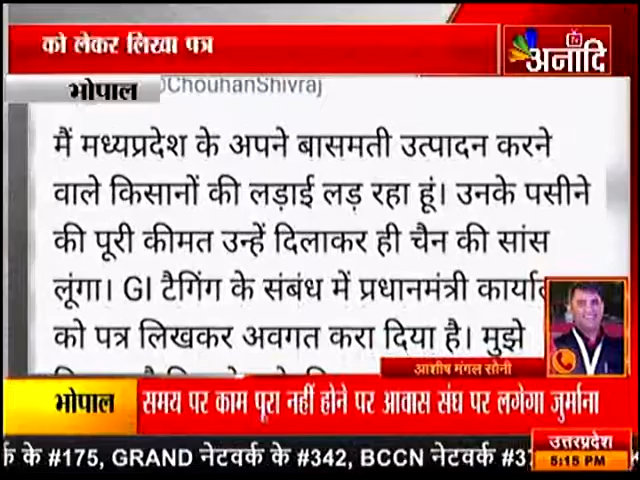 को लेकर लिखा पत्र
TV
अनादि
भोपाल
@ChouhanShivraj
मैं मध्यप्रदेश के अपने बासमती उत्पादन करने
वाले किसानों की लड़ाई लड़ रहा हूं। उनके पसीने
की पूरी कीमत उन्हें दिलाकर ही चैन की सांस
लूंगा। GI टैगिंग के संबंध में प्रधानमंत्री
को पत्र लिखकर अवगत करा दिया है। मुझे
आशीष मंगल सोनी
भोपाल
समय पर काम पूरा नहीं होने पर आवास संघ पर लगेगा जुर्माना
के #175, GRAND नेटवर्क के #342, BCCN नेटवर्क
उत्तरप्रदेश
5:15 PM